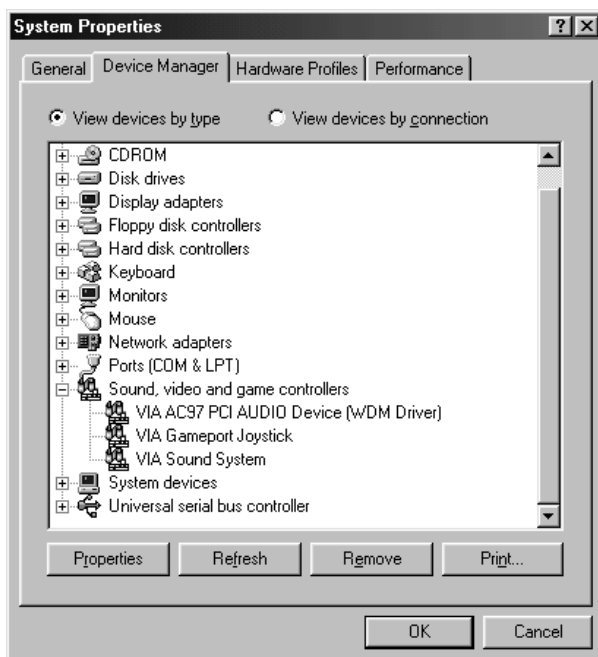 System Properties
General Device Manager Hardware Profiles Performance
View devices by type View devices by connection
CDROM
Disk drives
Display adapters
Floppy disk controllers
Hard disk controllers
Keyboard
Monitors
Mouse
Network adapters
Ports (COM & LPT)
Sound, video and game controllers
VIA AC97 PCI AUDIO Device (WDM Driver)
VIA Gameport Joystick
VIA Sound System
System devices
Universal serial bus controller
Properties Refresh Remove Print...
OK Cancel